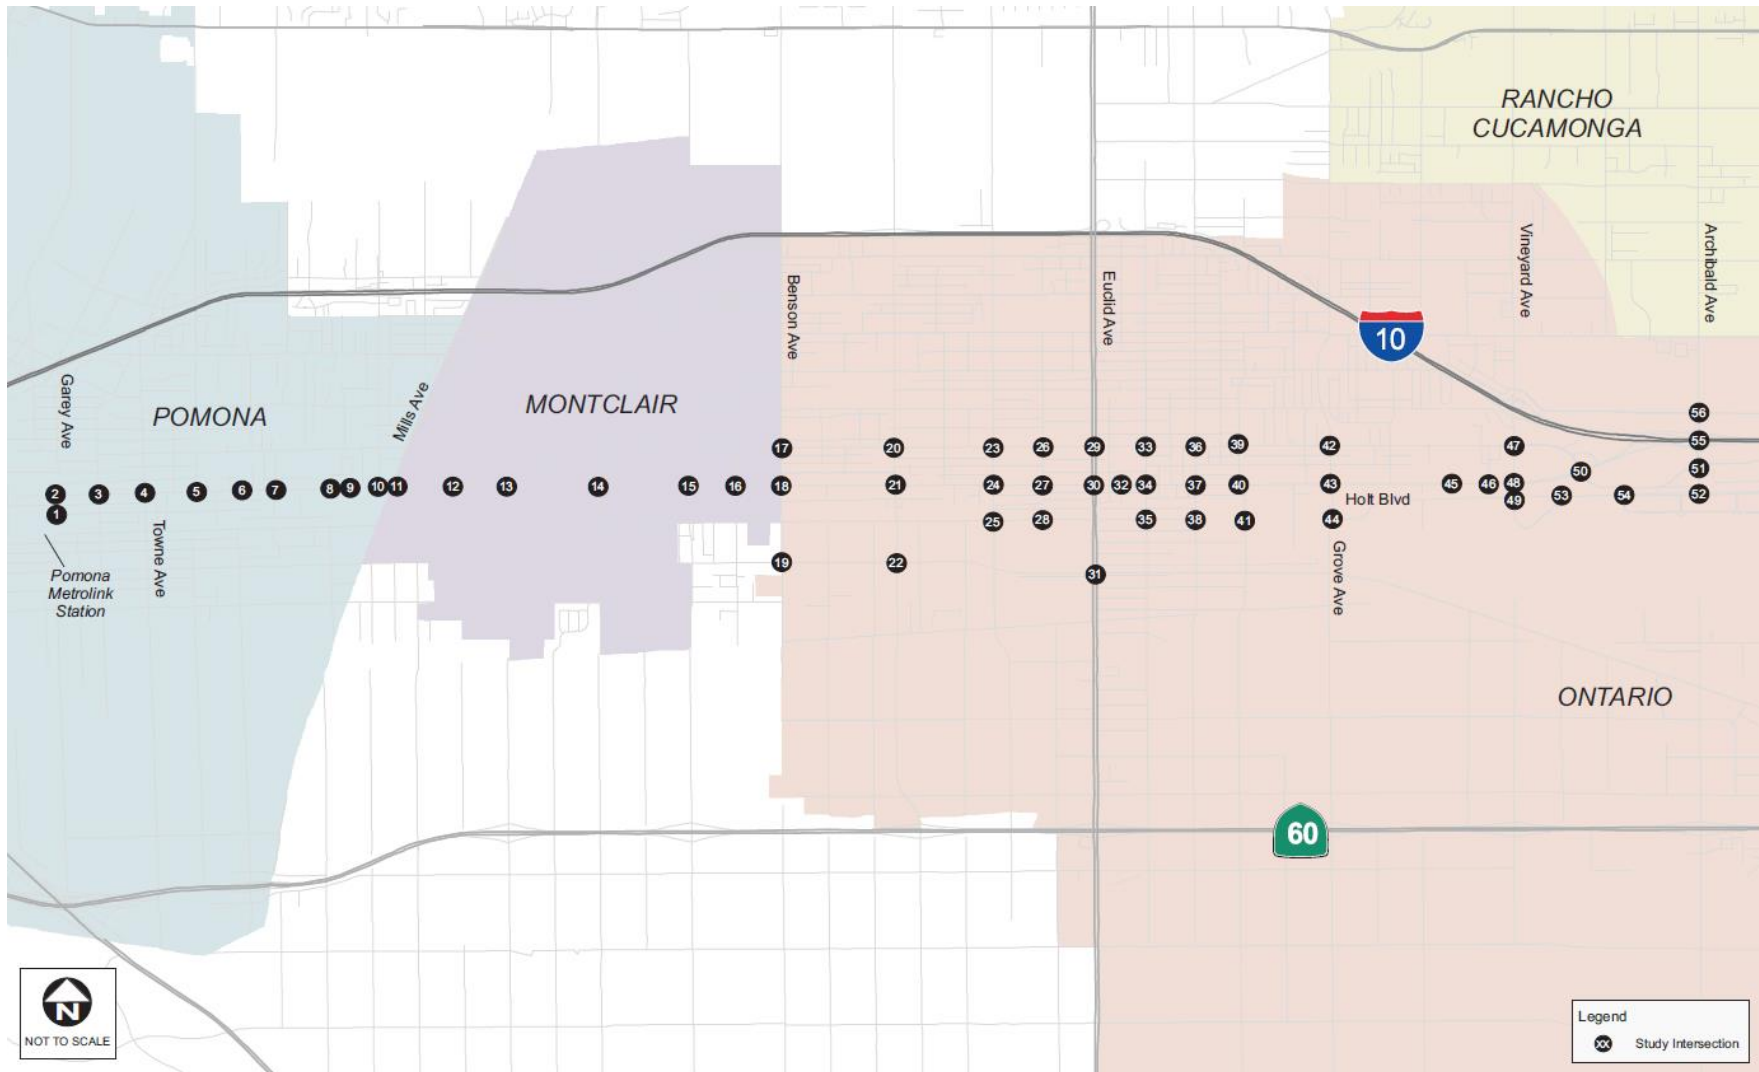 RANCHO
CUCAMONGA
Vineyard Ave
Archibald Ave
Benson Ave
Euclid Ave
10
Garey Ave
POMONA
Mills Ave
MONTCLAIR
56
17
20
23
26
29
33
36
39
42
47
55
2
3
4
5
6
7
8
9
10
11
12
13
14
15
16
18
21
24
27
30
32
34
37
40
43
45
46
48
50
51
1
25
28
35
38
41
44
Holt Blvd
49
53
54
52
Pomona
Metrolink
Station
Towne Ave
19
22
31
Grove Ave
ONTARIO
60
N
NOT TO SCALE
Legend
XX Study Intersection